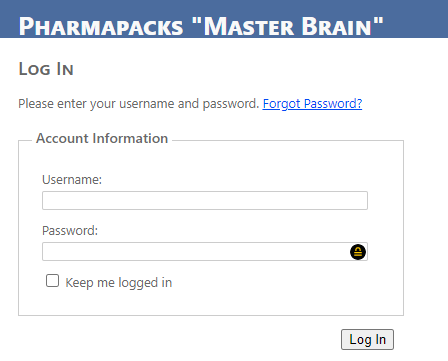 Pharmapacks "Master Brain"
Log In
Please enter your username and password. Forgot Password?
Account Information
Username:
Password:
Keep me logged in
Log In